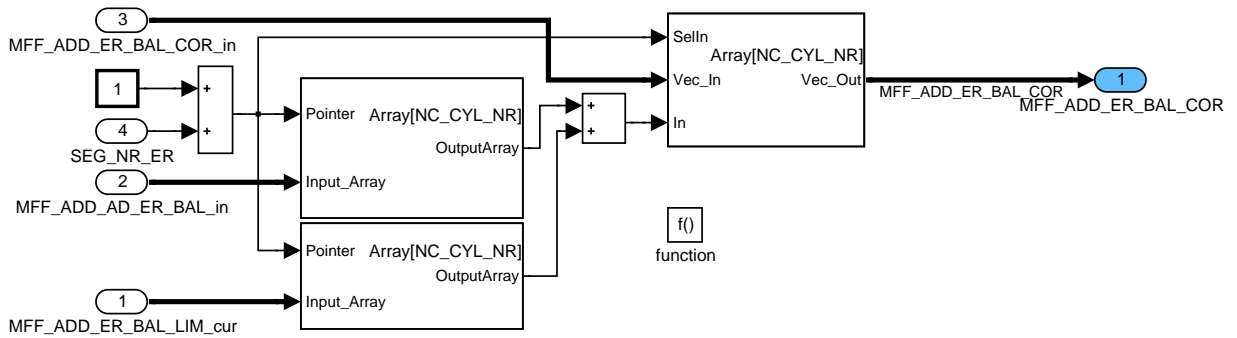 3
MFF_ADD_ER_BAL_COR_in
1
+
+
4
SEG_NR_ER
2
MFF_ADD_AD_ER_BAL_in
1
MFF_ADD_ER_BAL_LIM_cur
Pointer
Array[NC_CYL_NR]
OutputArray
Input_Array
Pointer
Array[NC_CYL_NR]
OutputArray
Input_Array
+
+
SelIn
Array[NC_CYL_NR]
Vec_In
Vec_Out
In
MFF_ADD_ER_BAL_COR
1
MFF_ADD_ER_BAL_COR
f()
function